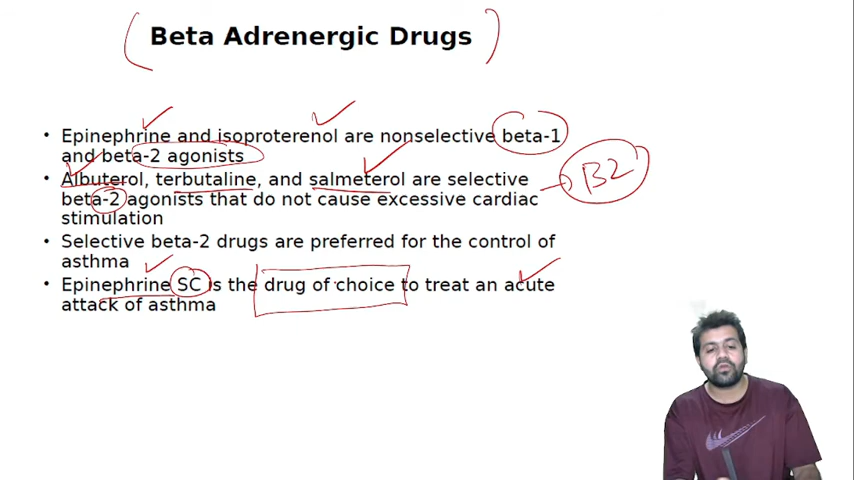 Beta Adrenergic Drugs
• Epinephrine and isoproterenol are nonselective beta-1
and beta-2 agonists
• Albuterol, terbutaline, and salmeterol are selective
beta-2 agonists that do not cause excessive cardiac
stimulation
B2
• Selective beta-2 drugs are preferred for the control of
asthma
• Epinephrine SC is the drug of choice to treat an acute
attack of asthma